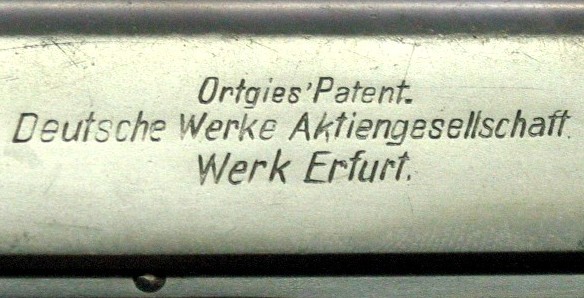 Ortgies' Patent.
Deutsche Werke Aktiengesellschaft.
Werk Erfurt.